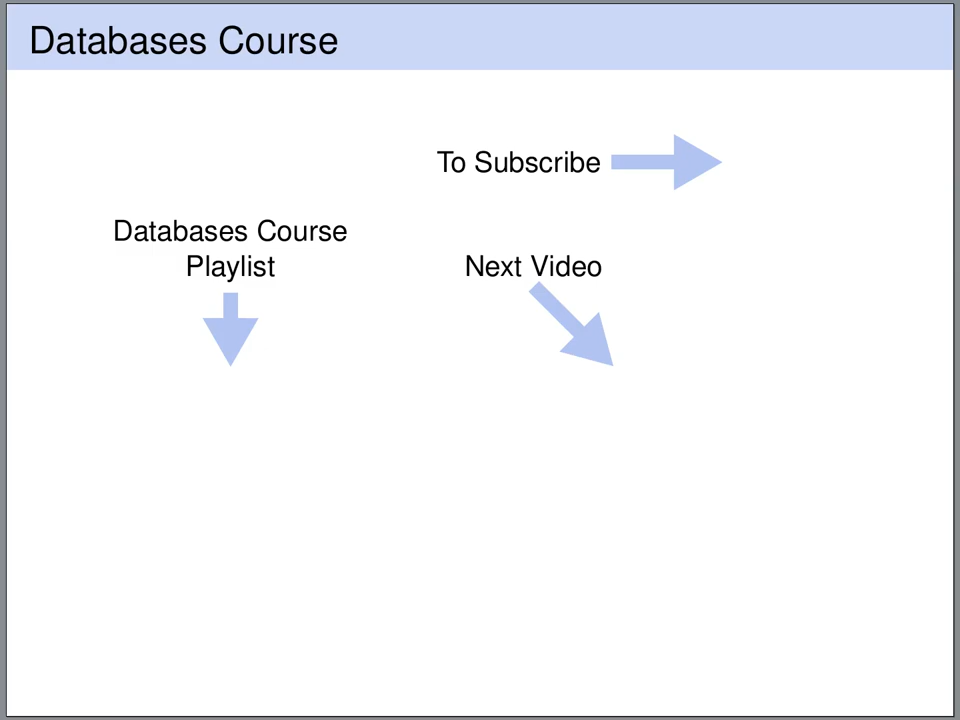 Databases Course
To Subscribe
Databases Course
Playlist
Next Video